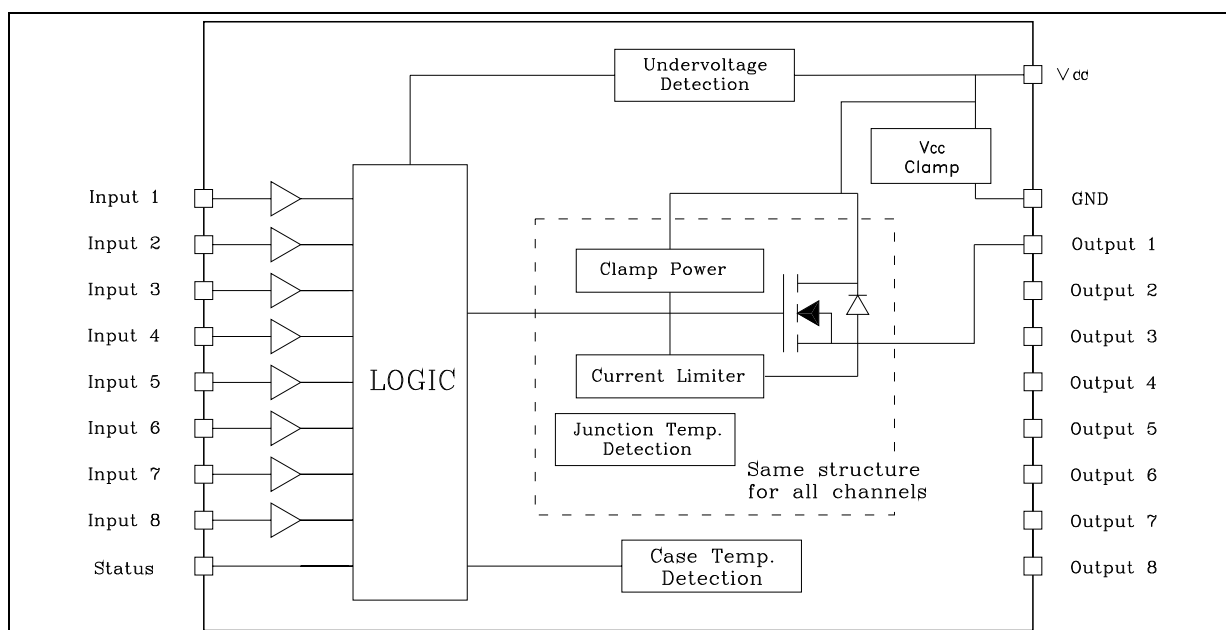 Undervoltage
Detection
Vcc
Vcc
Clamp
Input 1
GND
Input 2
Output 1
Clamp Power
Input 3
Output 2
Input 4
Output 3
LOGIC
Current Limiter
Input 5
Output 4
Input 6
Junction Temp.
Detection
Output 5
Same structure
for all channels
Input 7
Output 6
Input 8
Output 7
Status
Case Temp.
Detection
Output 8